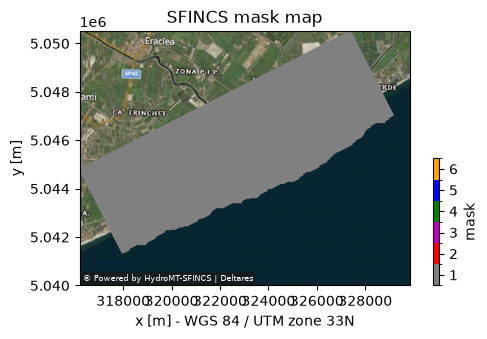 SFINCS mask map
1e6
Eraclea
SP42
ZONA P.I.P.
CA' TRINCHET
5.050
5.048
5.046
5.044
5.042
5.040
y [m]
© Powered by HydroMT-SFINCS | Deltares
318000 320000 322000 324000 326000 328000
x [m] - WGS 84 / UTM zone 33N
6
5
4
3
2
1
mask